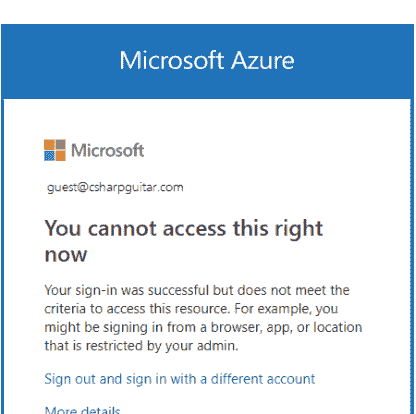 Microsoft Azure
Microsoft
guest@csharpguitar.com
You cannot access this right
now
Your sign-in was successful but does not meet the
criteria to access this resource. For example, you
might be signing in from a browser, app, or location
that is restricted by your admin.
Sign out and sign in with a different account
More details